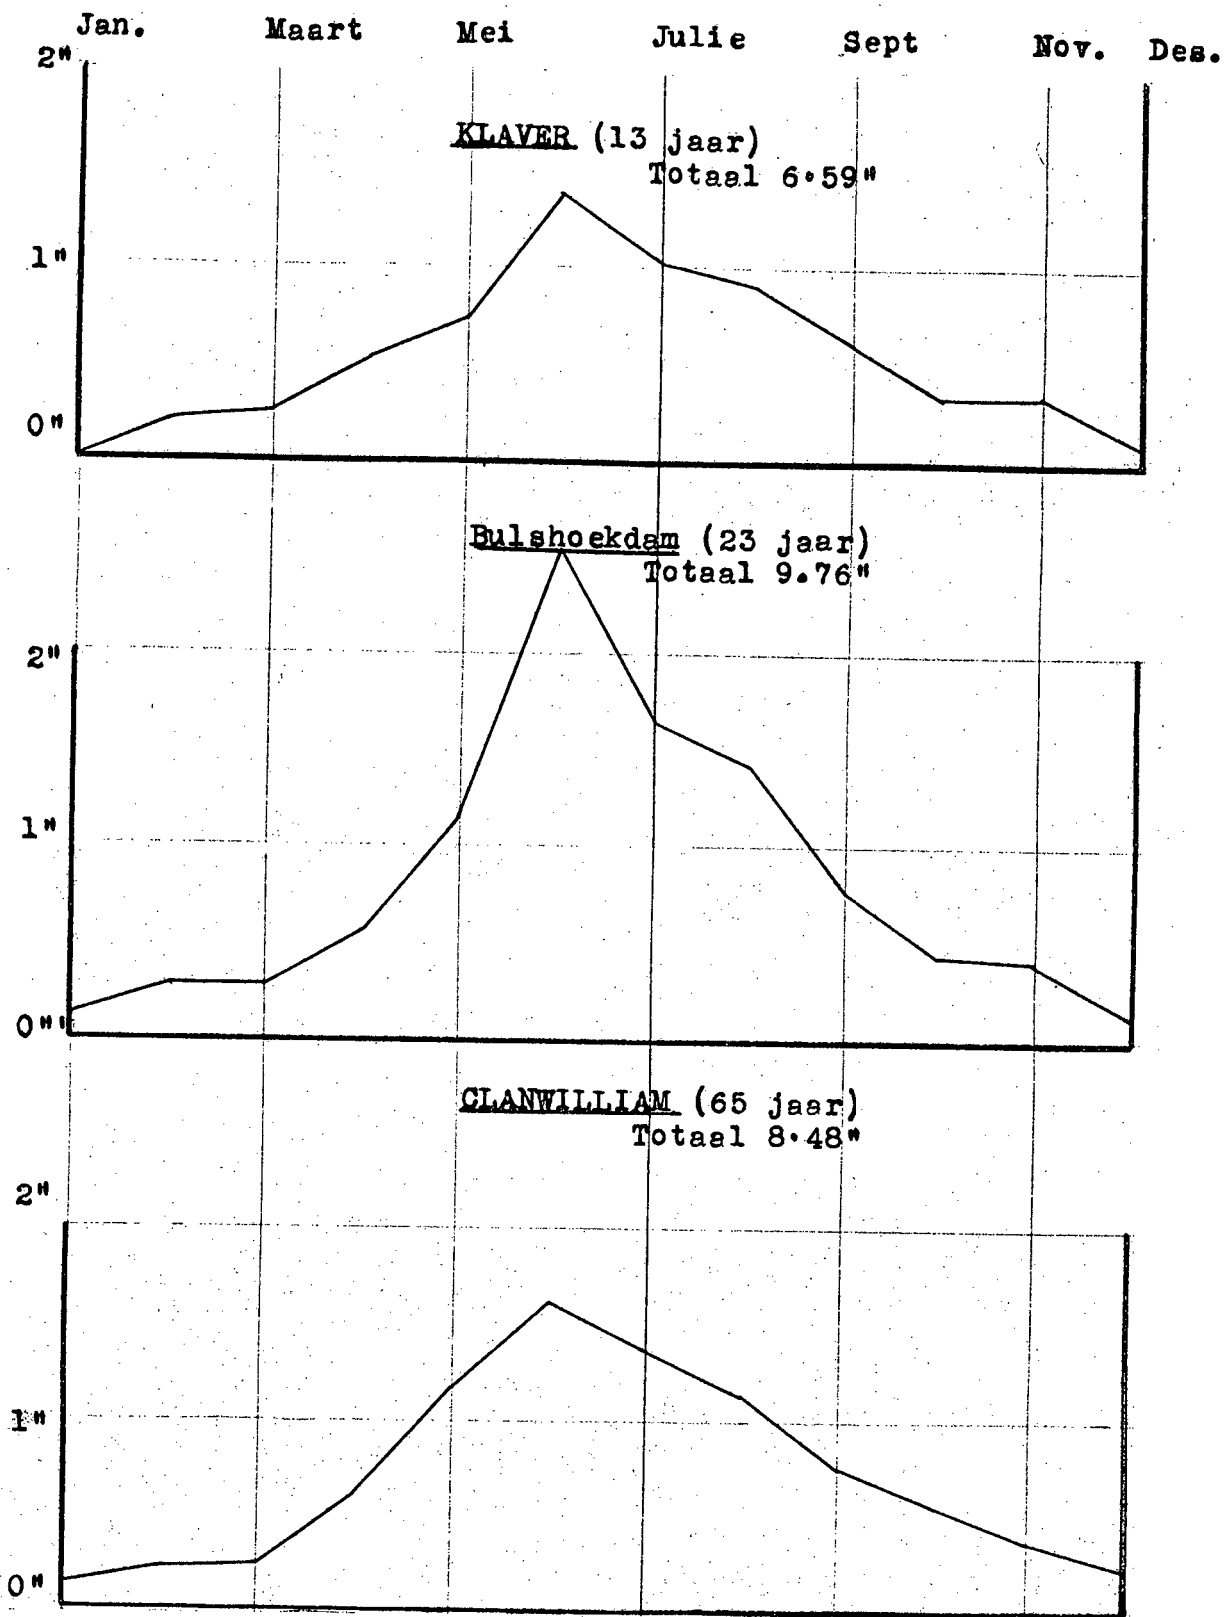 Jan. Maart Mei Julie Sept Nov. Des.
2"
KLAVER (13 jaar)
Totaal 6.59"
1"
0"
Bulshoekdam (23 jaar)
Totaal 9.76"
2"
1"
0"
CLANWILLIAM (65 jaar)
Totaal 8.48"
2"
1"
0"